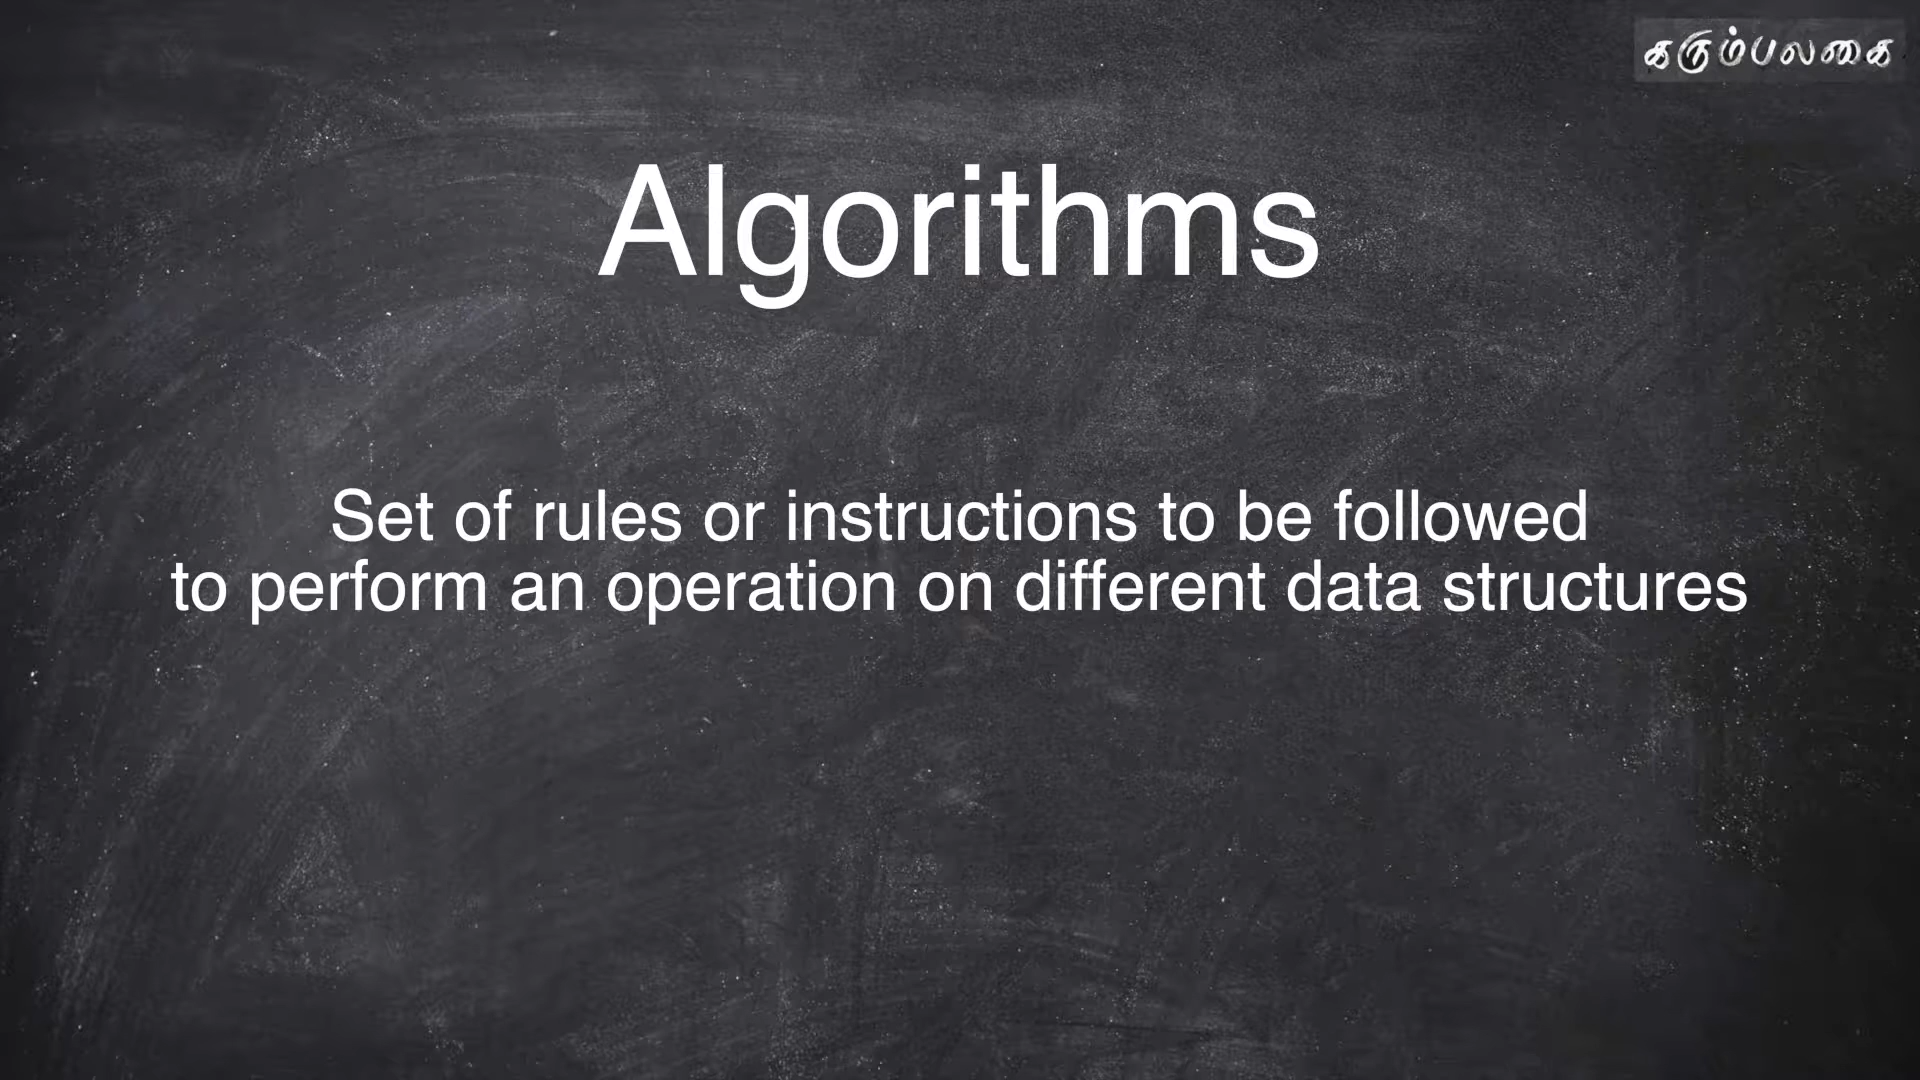 கரும்பலகை
Algorithms
Set of rules or instructions to be followed
to perform an operation on different data structures